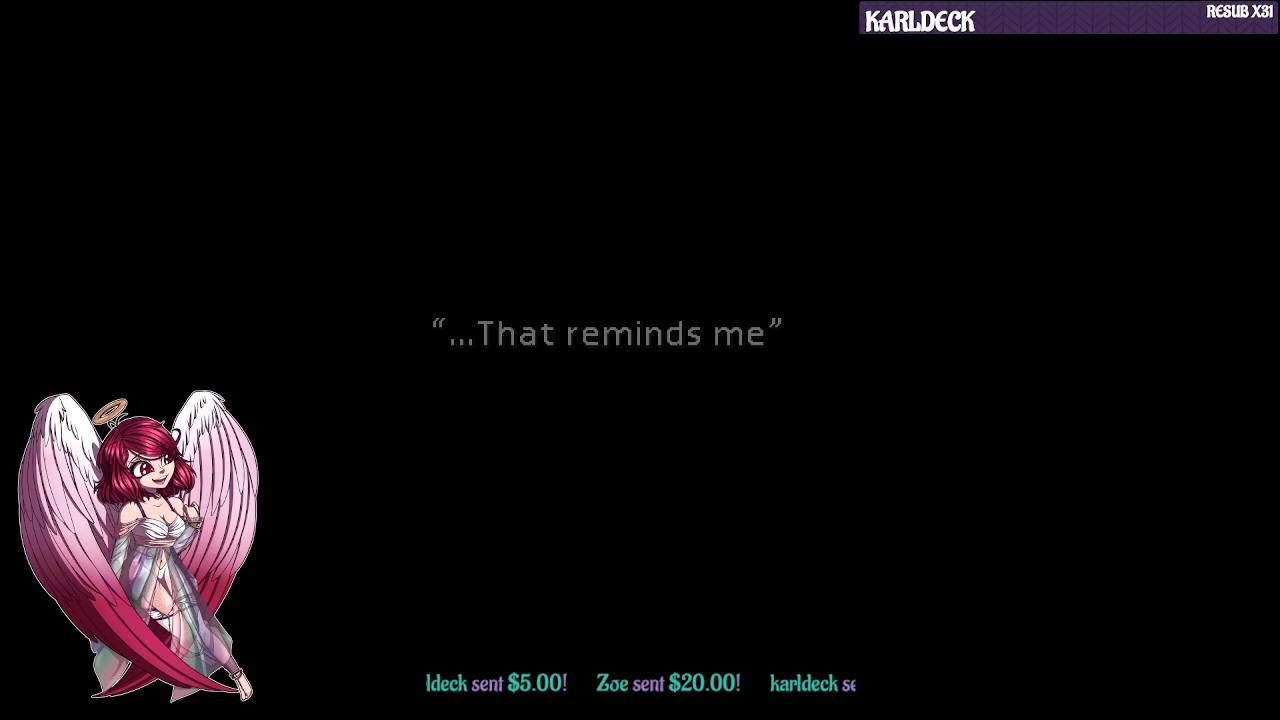 KARLDECK
RESUB X31
“...That reminds me”
ldeck sent $5.00! Zoe sent $20.00! karldeck se